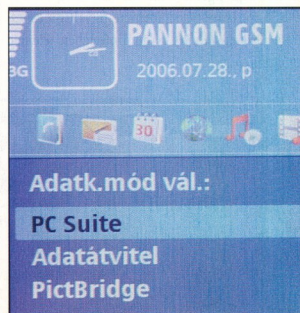 PANNON GSM
3G
2006.07.28., p
30
Adatk.mód vál.:
PC Suite
Adatátvitel
PictBridge